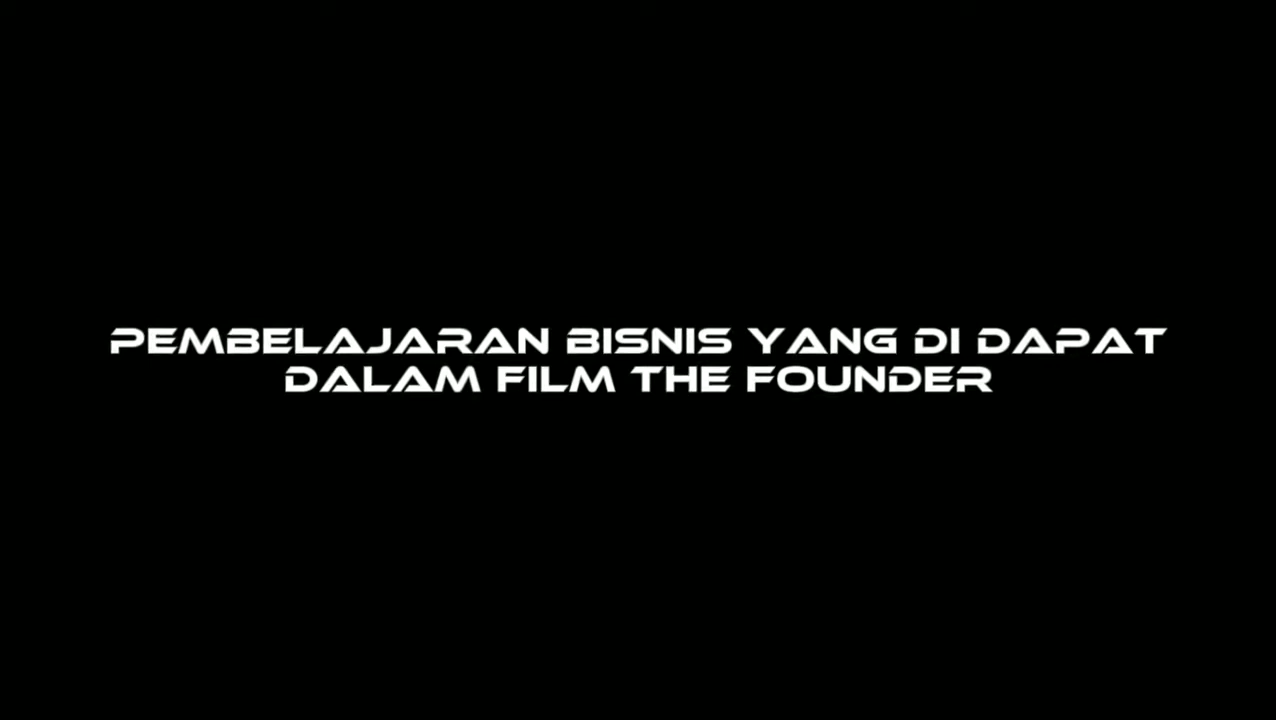 PEMBELAJARAN BISNIS YANG DI DAPAT
DALAM FILM THE FOUNDER